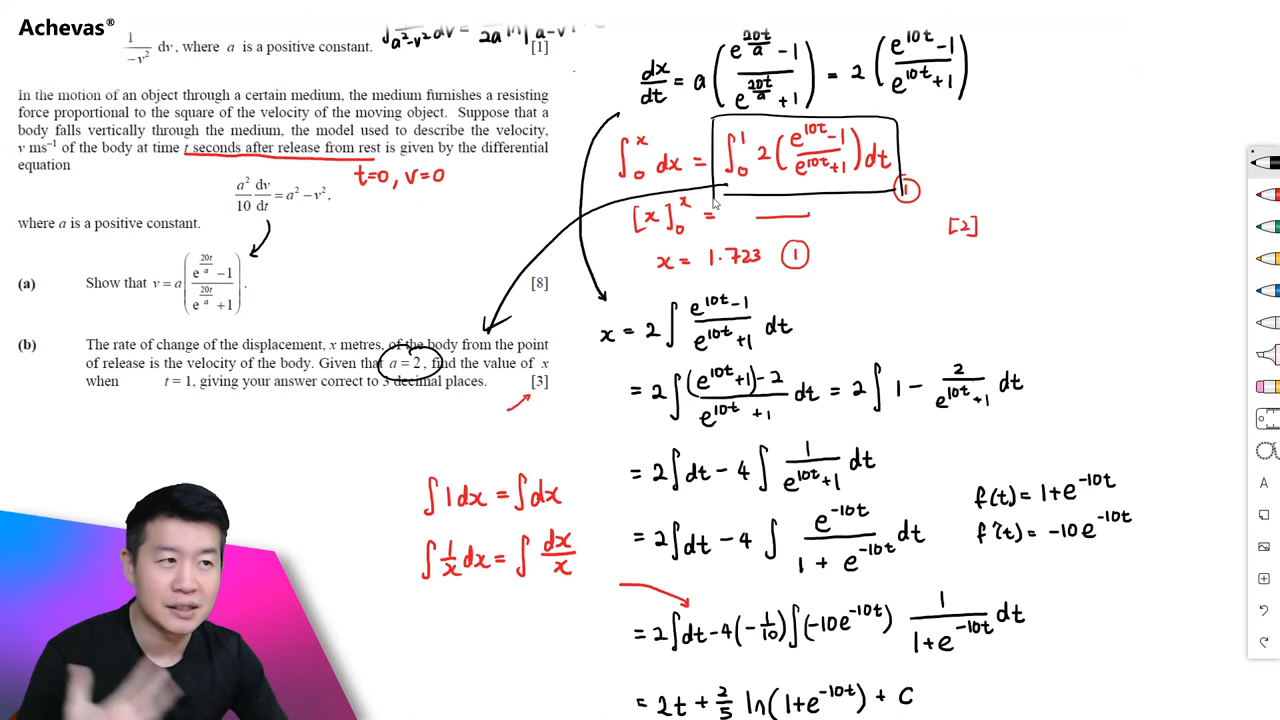 Achevas®
∫ 1/(a²−v²) dv = 1/2a ln
1/−v² dv, where a is a positive constant. [1]
In the motion of an object through a certain medium, the medium furnishes a resisting
force proportional to the square of the velocity of the moving object. Suppose that a
body falls vertically through the medium, the model used to describe the velocity,
v ms⁻¹ of the body at time t seconds after release from rest is given by the differential
equation
t=0, v=0
a²/10 dv/dt = a² − v²,
where a is a positive constant.
(a) Show that v = a((e^(20t/a) − 1)/(e^(20t/a) + 1)). [8]
(b) The rate of change of the displacement, x metres, of the body from the point
of release is the velocity of the body. Given that a = 2, find the value of x
when t = 1, giving your answer correct to 3 decimal places. [3]
∫1dx = ∫dx
∫1/x dx = ∫dx/x
dx/dt = a((e^(20t/a) − 1)/(e^(20t/a) + 1)) = 2((e^(10t) − 1)/(e^(10t) + 1))
∫₀ˣ dx = ∫₀¹ 2((e^(10t) − 1)/(e^(10t) + 1)) dt ①
[x]₀ˣ = ___ [2]
x = 1.723 ①
x = 2∫ (e^(10t) − 1)/(e^(10t) + 1) dt
= 2∫ ((e^(10t) + 1) − 2)/(e^(10t) + 1) dt = 2∫ 1 − 2/(e^(10t) + 1) dt
= 2∫dt − 4∫ 1/(e^(10t) + 1) dt
= 2∫dt − 4∫ e^(−10t)/(1 + e^(−10t)) dt
f(t) = 1 + e^(−10t)
f'(t) = −10e^(−10t)
= 2∫dt − 4(−1/10)∫(−10e^(−10t)) 1/(1 + e^(−10t)) dt
= 2t + 2/5 ln(1 + e^(−10t)) + C